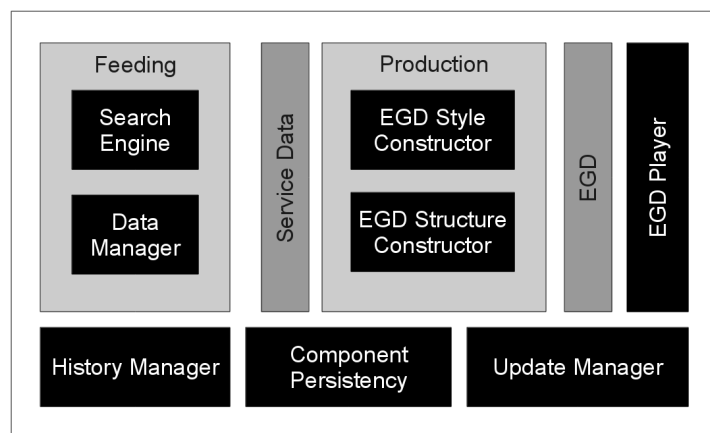 Feeding
Search
Engine
Data
Manager
Service Data
Production
EGD Style
Constructor
EGD Structure
Constructor
EGD
EGD Player
History Manager
Component
Persistency
Update Manager